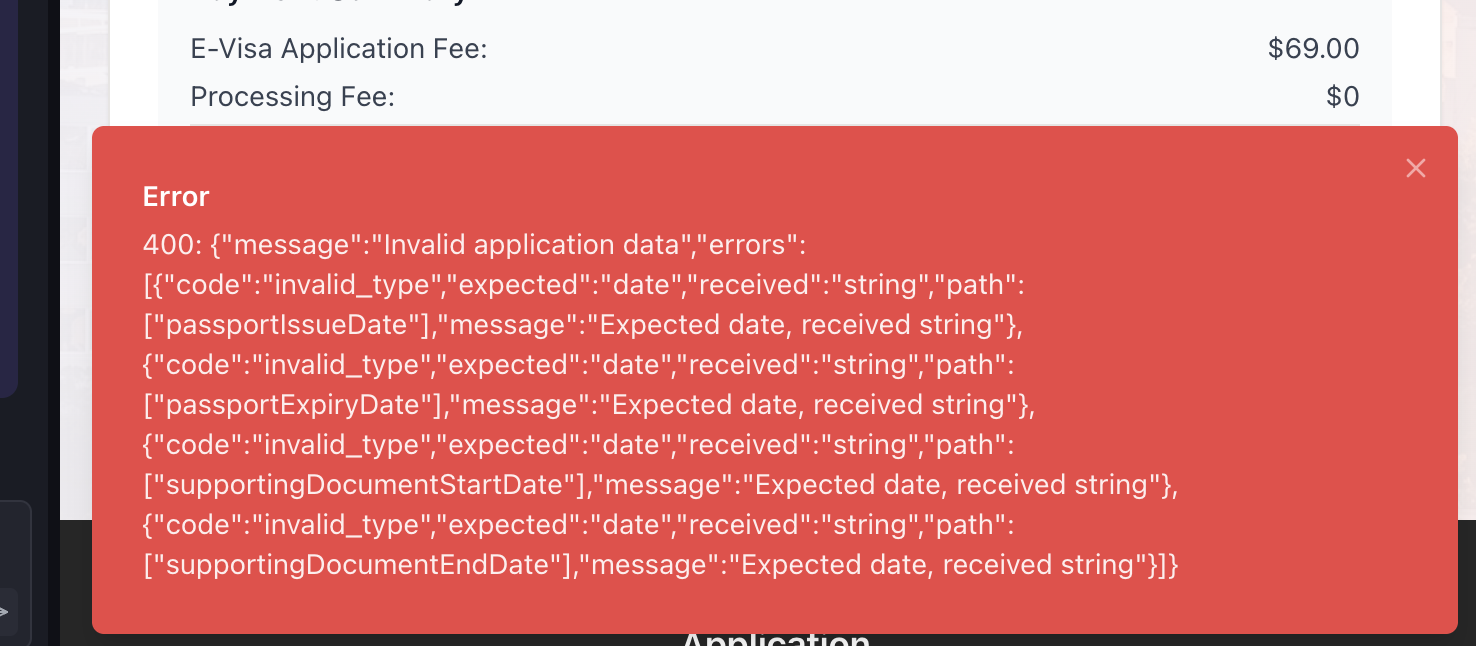 E-Visa Application Fee:
$69.00
Processing Fee:
$0
Error
400: {"message":"Invalid application data","errors":
[{"code":"invalid_type","expected":"date","received":"string","path":
["passportIssueDate"],"message":"Expected date, received string"},
{"code":"invalid_type","expected":"date","received":"string","path":
["passportExpiryDate"],"message":"Expected date, received string"},
{"code":"invalid_type","expected":"date","received":"string","path":
["supportingDocumentStartDate"],"message":"Expected date, received string"},
{"code":"invalid_type","expected":"date","received":"string","path":
["supportingDocumentEndDate"],"message":"Expected date, received string"}]}
Application